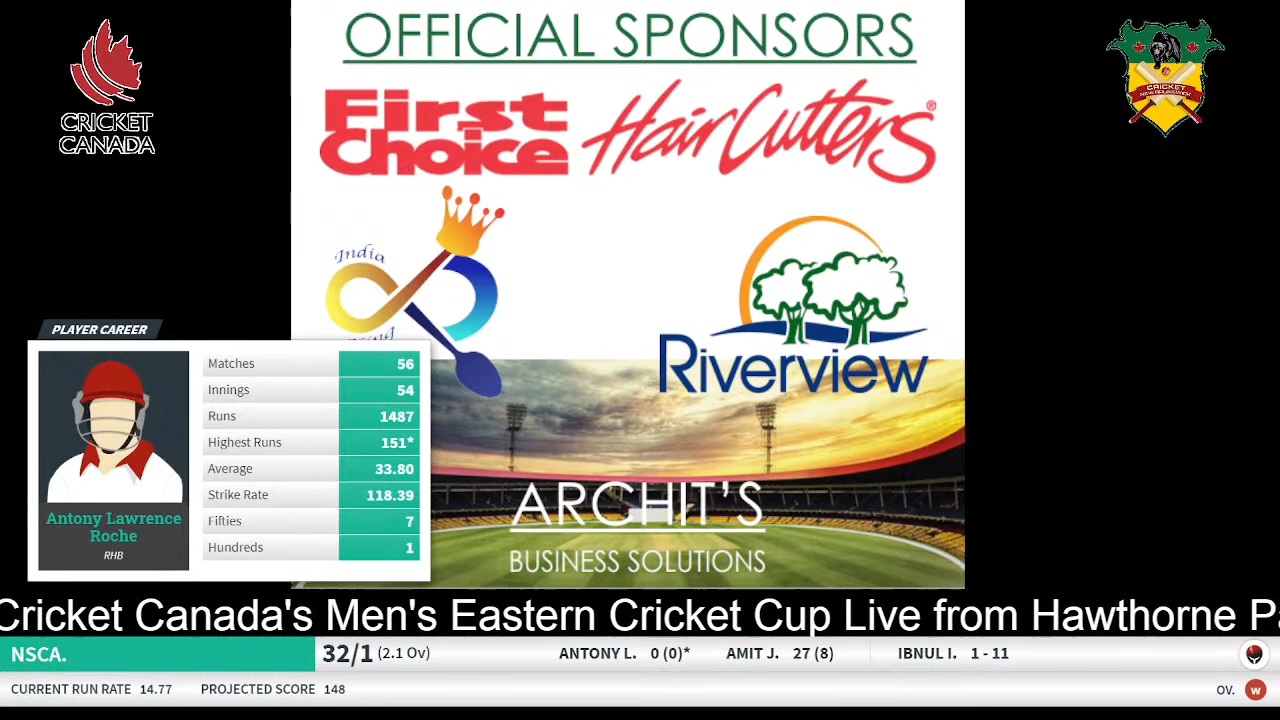 OFFICIAL SPONSORS
First Choice HairCutters®
CRICKET
CANADA
CRICKET
NEW BRUNSWICK
India
Riverview
PLAYER CAREER
Matches 56
Innings 54
Runs 1487
Highest Runs 151*
Average 33.80
Strike Rate 118.39
Fifties 7
Hundreds 1
Antony Lawrence
Roche
RHB
ARCHIT'S
BUSINESS SOLUTIONS
Cricket Canada's Men's Eastern Cricket Cup Live from Hawthorne
NSCA. 32/1 (2.1 Ov) ANTONY L. 0 (0)* AMIT J. 27 (8) IBNUL I. 1 - 11
CURRENT RUN RATE 14.77 PROJECTED SCORE 148 OV. W